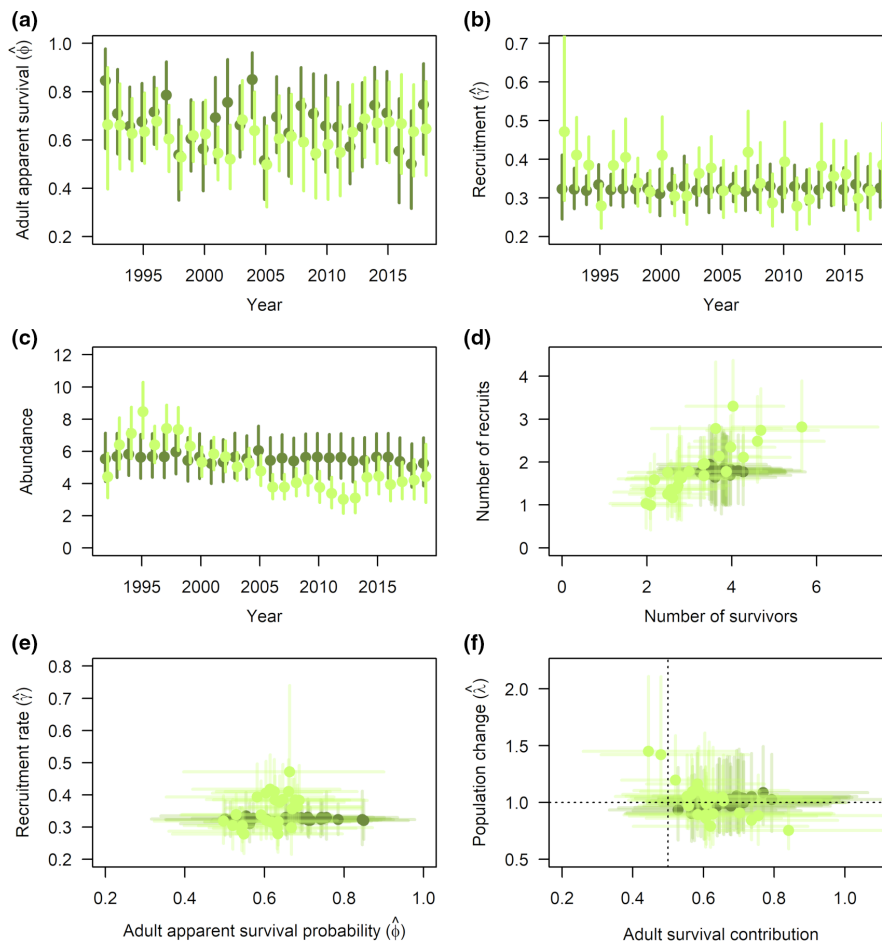 (a)
Adult apparent survival (ϕ̂)
1.0
0.8
0.6
0.4
0.2
1995 2000 2005 2010 2015
Year
(b)
Recruitment (γ̂)
0.7
0.6
0.5
0.4
0.3
0.2
1995 2000 2005 2010 2015
Year
(c)
Abundance
12
10
8
6
4
2
0
1995 2000 2005 2010 2015
Year
(d)
Number of recruits
4
3
2
1
0
0 2 4 6
Number of survivors
(e)
Recruitment rate (γ̂)
0.8
0.7
0.6
0.5
0.4
0.3
0.2
0.2 0.4 0.6 0.8 1.0
Adult apparent survival probability (ϕ̂)
(f)
Population change (λ̂)
2.0
1.5
1.0
0.5
0.2 0.4 0.6 0.8 1.0
Adult survival contribution